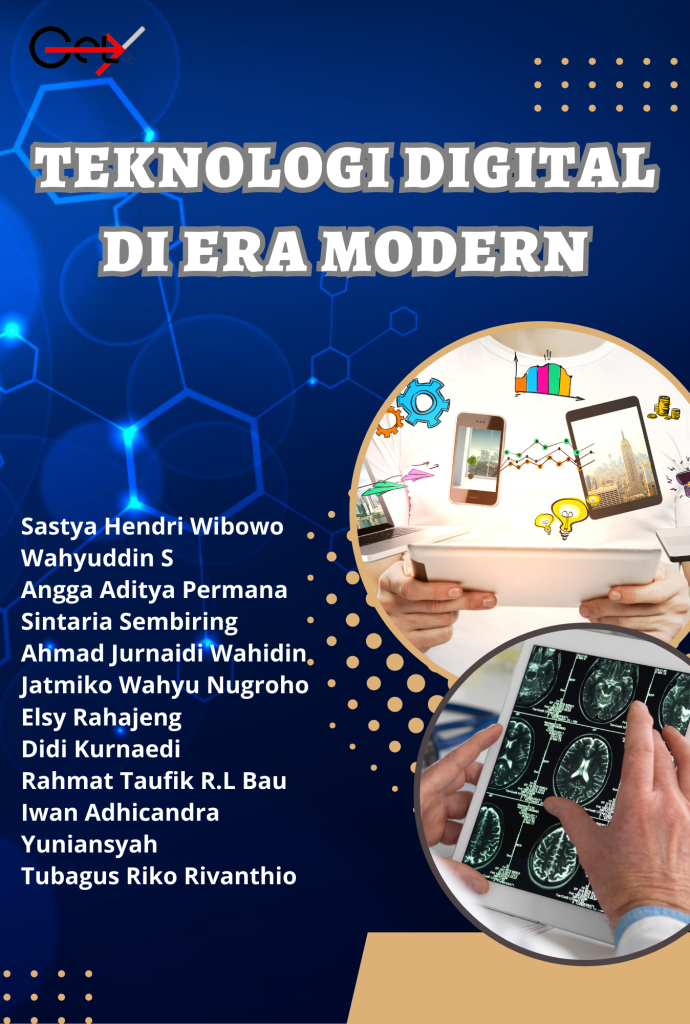 Get
TEKNOLOGI DIGITAL
DI ERA MODERN
Sastya Hendri Wibowo
Wahyuddin S
Angga Aditya Permana
Sintaria Sembiring
Ahmad Jurnaidi Wahidin
Jatmiko Wahyu Nugroho
Elsy Rahajeng
Didi Kurnaedi
Rahmat Taufik R.L Bau
Iwan Adhicandra
Yuniansyah
Tubagus Riko Rivanthio